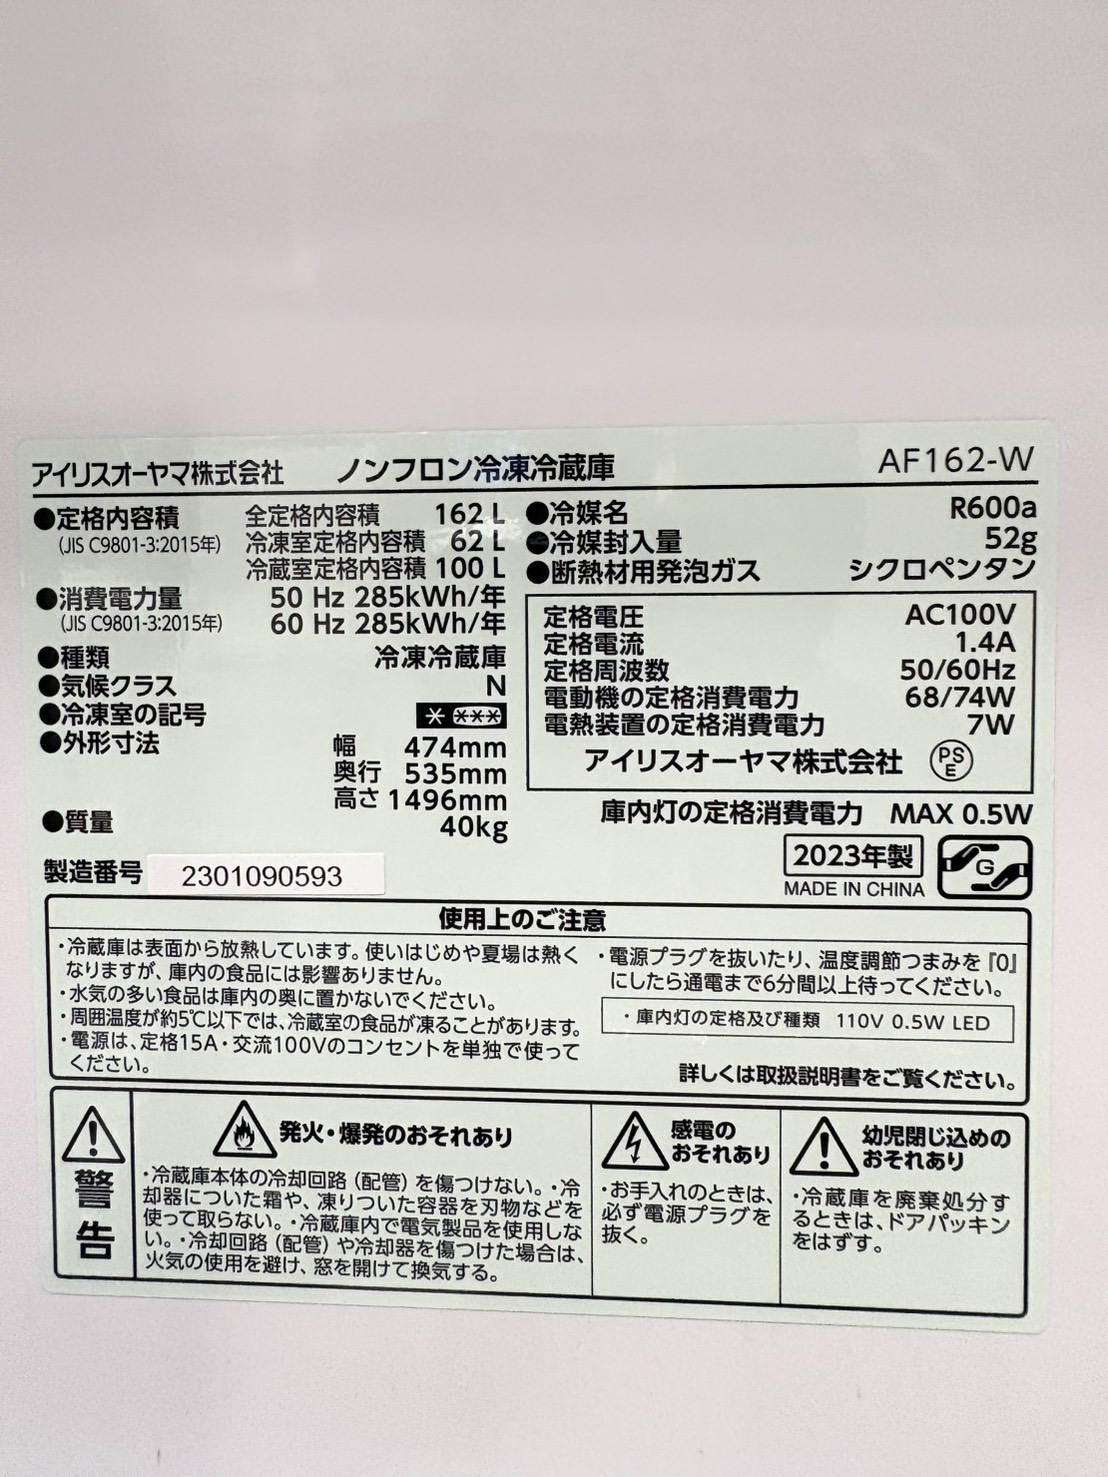 アイリスオーヤマ株式会社 ノンフロン冷凍冷蔵庫 AF162-W
●定格内容積 全定格内容積 162 L
(JIS C9801-3:2015年) 冷凍室定格内容積 62 L
冷蔵室定格内容積 100 L
●消費電力量 50 Hz 285kWh/年
(JIS C9801-3:2015年) 60 Hz 285kWh/年
●種類 冷凍冷蔵庫
●気候クラス N
●冷凍室の記号 * ***
●外形寸法 幅 474mm
奥行 535mm
高さ 1496mm
●質量 40kg
製造番号 2301090593
●冷媒名 R600a
●冷媒封入量 52g
●断熱材用発泡ガス シクロペンタン
定格電圧 AC100V
定格電流 1.4A
定格周波数 50/60Hz
電動機の定格消費電力 68/74W
電熱装置の定格消費電力 7W
アイリスオーヤマ株式会社 PSE
庫内灯の定格消費電力 MAX 0.5W
2023年製
MADE IN CHINA
G
使用上のご注意
・冷蔵庫は表面から放熱しています。使いはじめや夏場は熱く
なりますが、庫内の食品には影響ありません。
・水気の多い食品は庫内の奥に置かないでください。
・周囲温度が約5℃以下では、冷蔵室の食品が凍ることがあります。
・電源は、定格15A・交流100Vのコンセントを単独で使って
ください。
・電源プラグを抜いたり、温度調節つまみを『0』
にしたら通電まで6分間以上待ってください。
・庫内灯の定格及び種類 110V 0.5W LED
詳しくは取扱説明書をご覧ください。
警告
発火・爆発のおそれあり
・冷蔵庫本体の冷却回路（配管）を傷つけない。・冷
却器についた霜や、凍りついた容器を刃物などを
使って取らない。・冷蔵庫内で電気製品を使用しな
い。・冷却回路（配管）や冷却器を傷つけた場合は、
火気の使用を避け、窓を開けて換気する。
感電の
おそれあり
・お手入れのときは、
必ず電源プラグを
抜く。
幼児閉じ込めの
おそれあり
・冷蔵庫を廃棄処分す
るときは、ドアパッキン
をはずす。